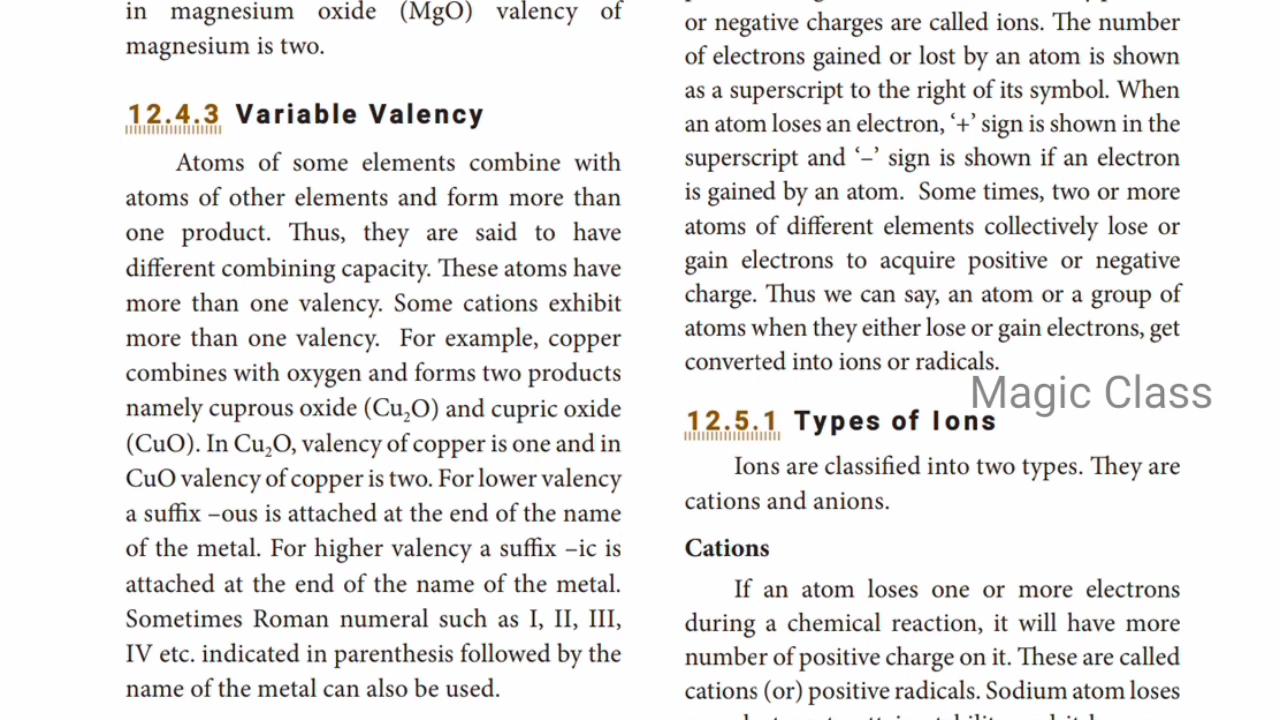 in magnesium oxide (MgO) valency of
magnesium is two.
12.4.3 Variable Valency
Atoms of some elements combine with
atoms of other elements and form more than
one product. Thus, they are said to have
different combining capacity. These atoms have
more than one valency. Some cations exhibit
more than one valency. For example, copper
combines with oxygen and forms two products
namely cuprous oxide (Cu₂O) and cupric oxide
(CuO). In Cu₂O, valency of copper is one and in
CuO valency of copper is two. For lower valency
a suffix –ous is attached at the end of the name
of the metal. For higher valency a suffix –ic is
attached at the end of the name of the metal.
Sometimes Roman numeral such as I, II, III,
IV etc. indicated in parenthesis followed by the
name of the metal can also be used.
or negative charges are called ions. The number
of electrons gained or lost by an atom is shown
as a superscript to the right of its symbol. When
an atom loses an electron, ‘+’ sign is shown in the
superscript and ‘–’ sign is shown if an electron
is gained by an atom. Some times, two or more
atoms of different elements collectively lose or
gain electrons to acquire positive or negative
charge. Thus we can say, an atom or a group of
atoms when they either lose or gain electrons, get
converted into ions or radicals.
Magic Class
12.5.1 Types of Ions
Ions are classified into two types. They are
cations and anions.
Cations
If an atom loses one or more electrons
during a chemical reaction, it will have more
number of positive charge on it. These are called
cations (or) positive radicals. Sodium atom loses